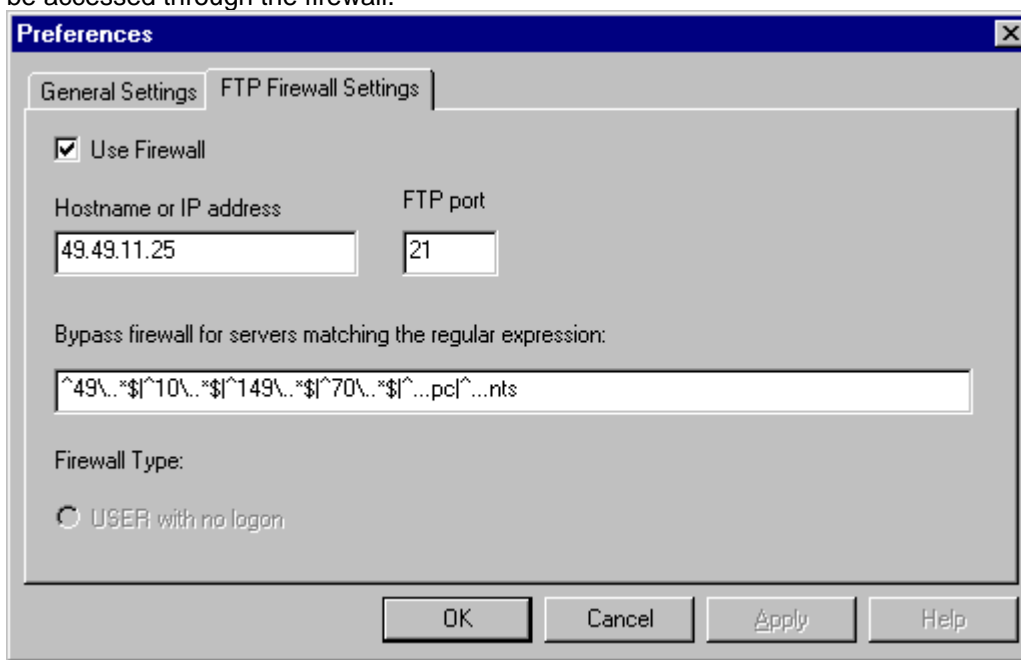 be accessed through the firewall.
Preferences
General Settings FTP Firewall Settings
Use Firewall
Hostname or IP address FTP port
49.49.11.25 21
Bypass firewall for servers matching the regular expression:
^49\..*$|^10\..*$|^149\..*$|^70\..*$|^...pc|^...nts
Firewall Type:
USER with no logon
OK Cancel Apply Help